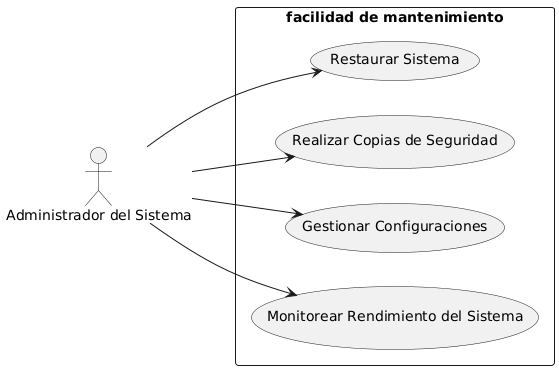 facilidad de mantenimiento
Restaurar Sistema
Realizar Copias de Seguridad
Administrador del Sistema
Gestionar Configuraciones
Monitorear Rendimiento del Sistema